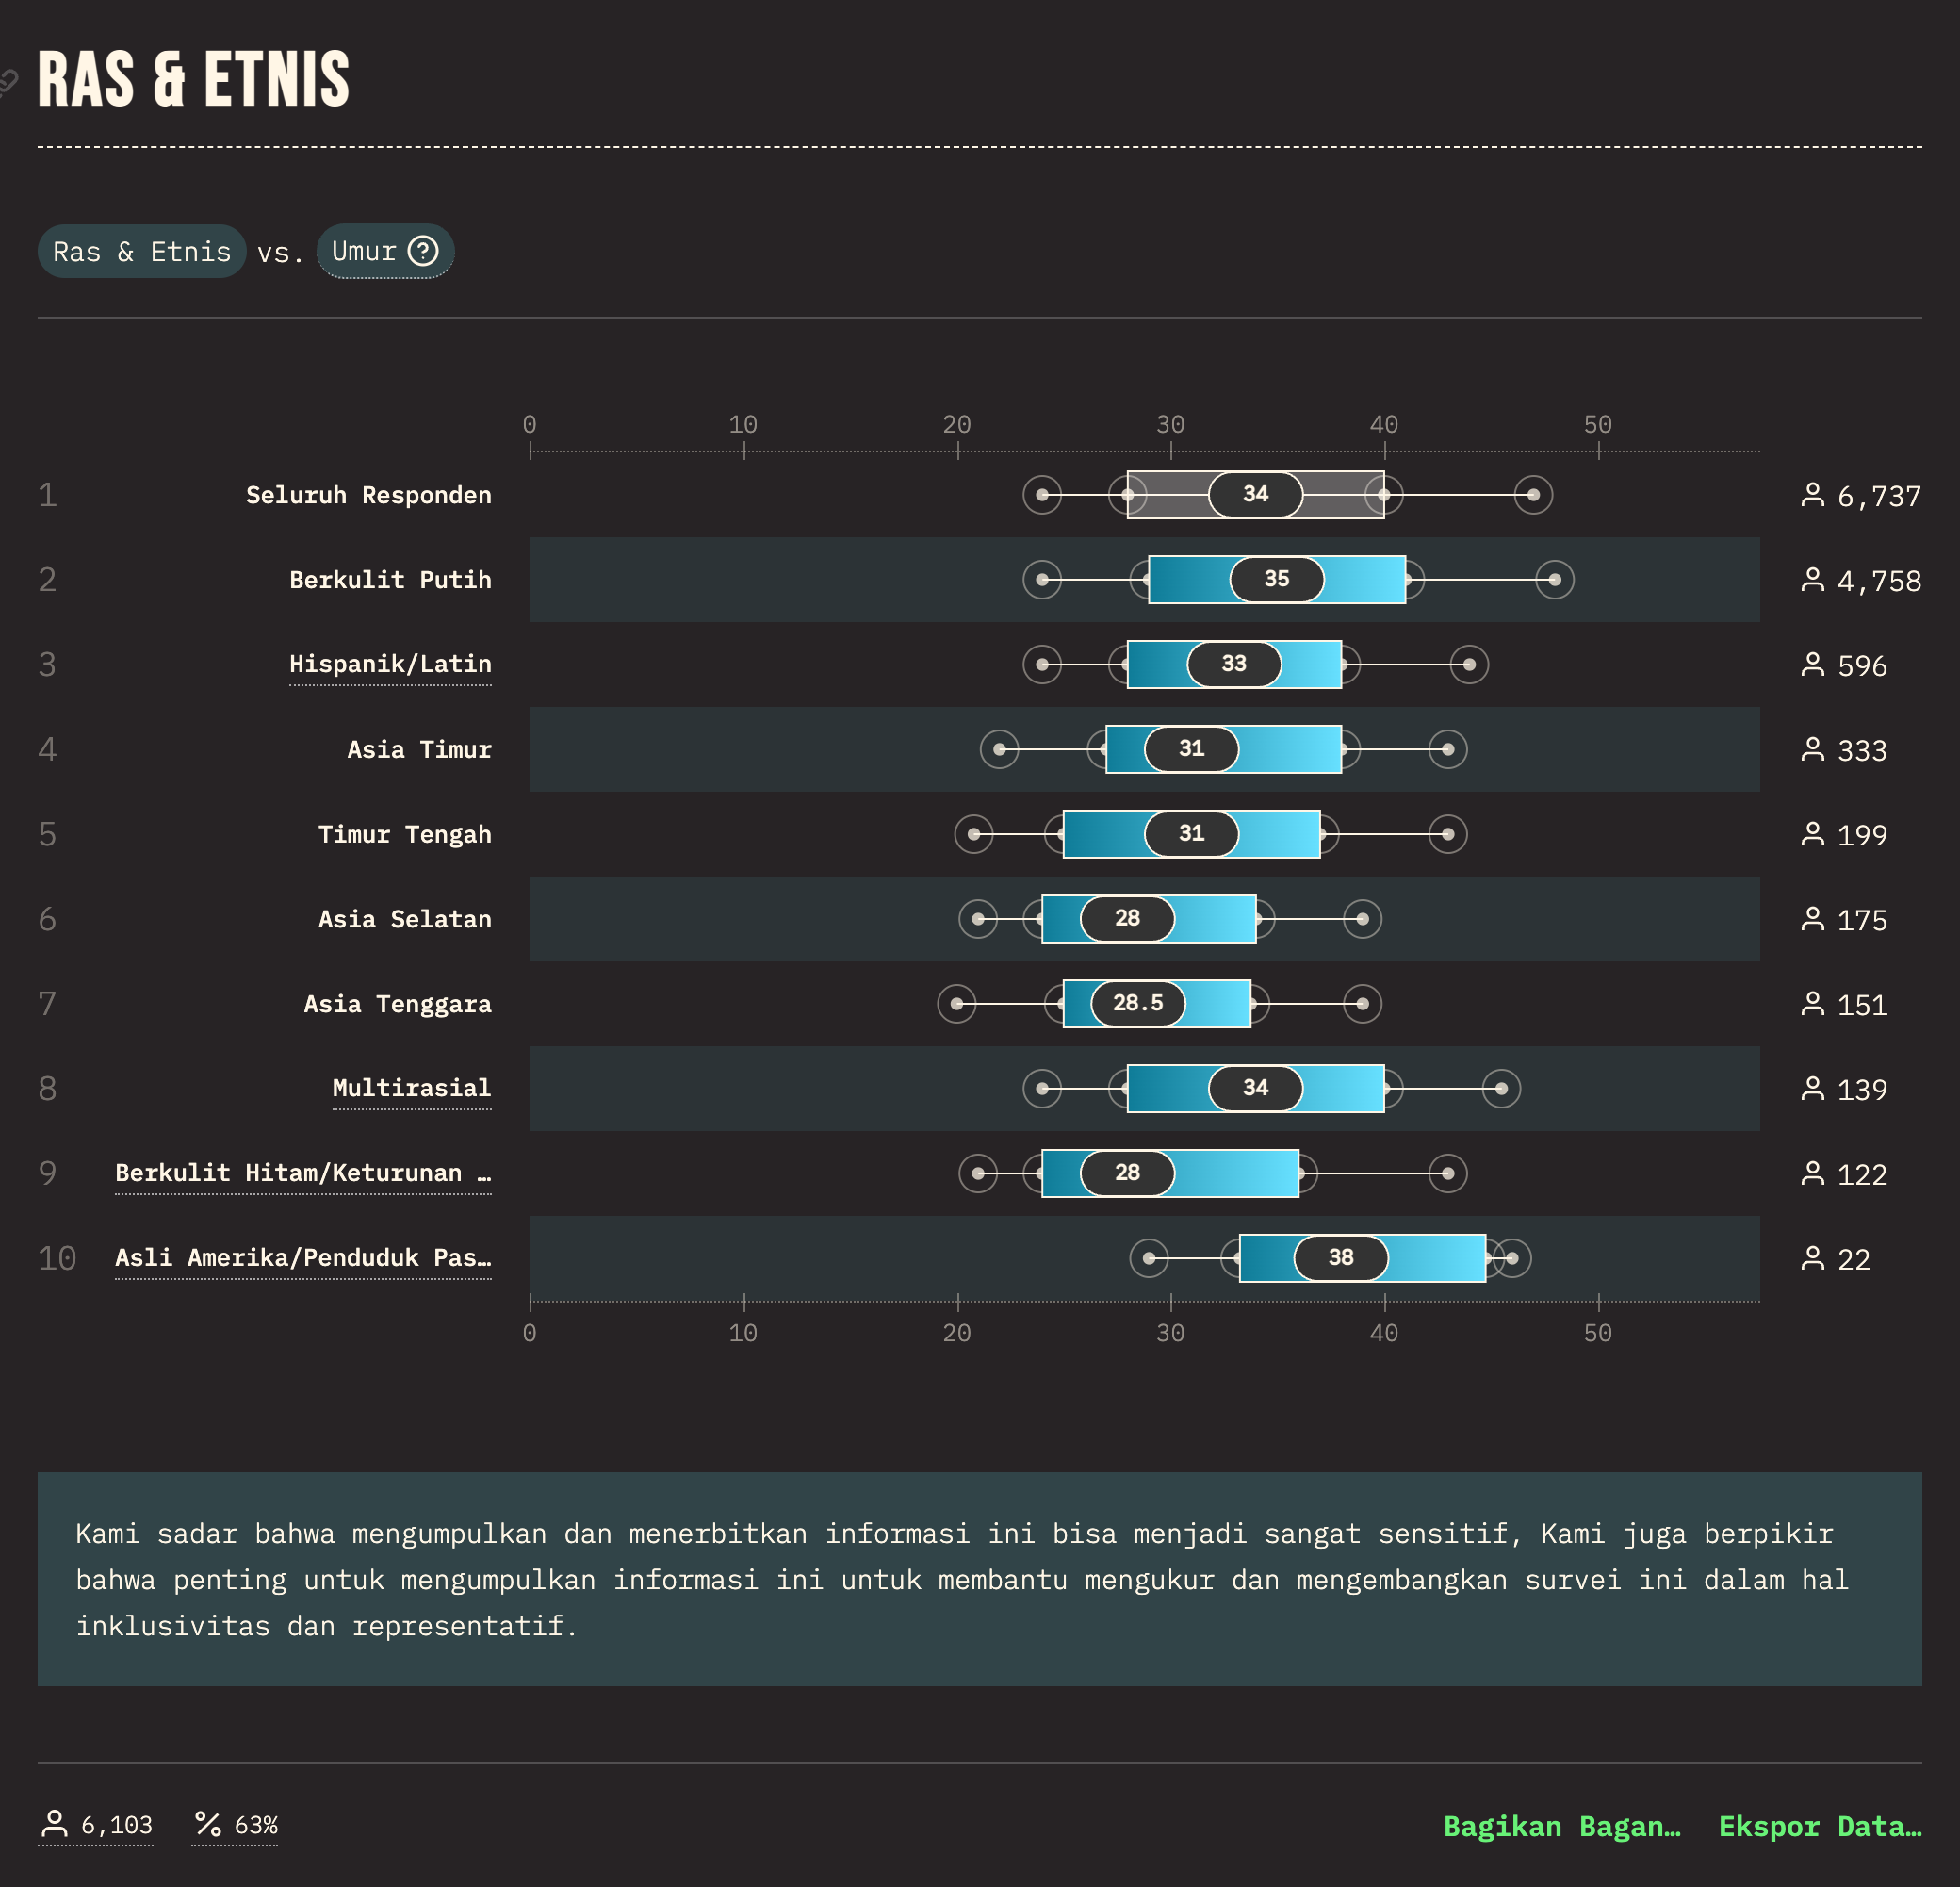 RAS & ETNIS
Ras & Etnis vs. Umur
0 10 20 30 40 50
1 Seluruh Responden 34 6,737
2 Berkulit Putih 35 4,758
3 Hispanik/Latin 33 596
4 Asia Timur 31 333
5 Timur Tengah 31 199
6 Asia Selatan 28 175
7 Asia Tenggara 28.5 151
8 Multirasial 34 139
9 Berkulit Hitam/Keturunan … 28 122
10 Asli Amerika/Penduduk Pas… 38 22
0 10 20 30 40 50
Kami sadar bahwa mengumpulkan dan menerbitkan informasi ini bisa menjadi sangat sensitif, Kami juga berpikir
bahwa penting untuk mengumpulkan informasi ini untuk membantu mengukur dan mengembangkan survei ini dalam hal
inklusivitas dan representatif.
6,103 % 63% Bagikan Bagan… Ekspor Data…